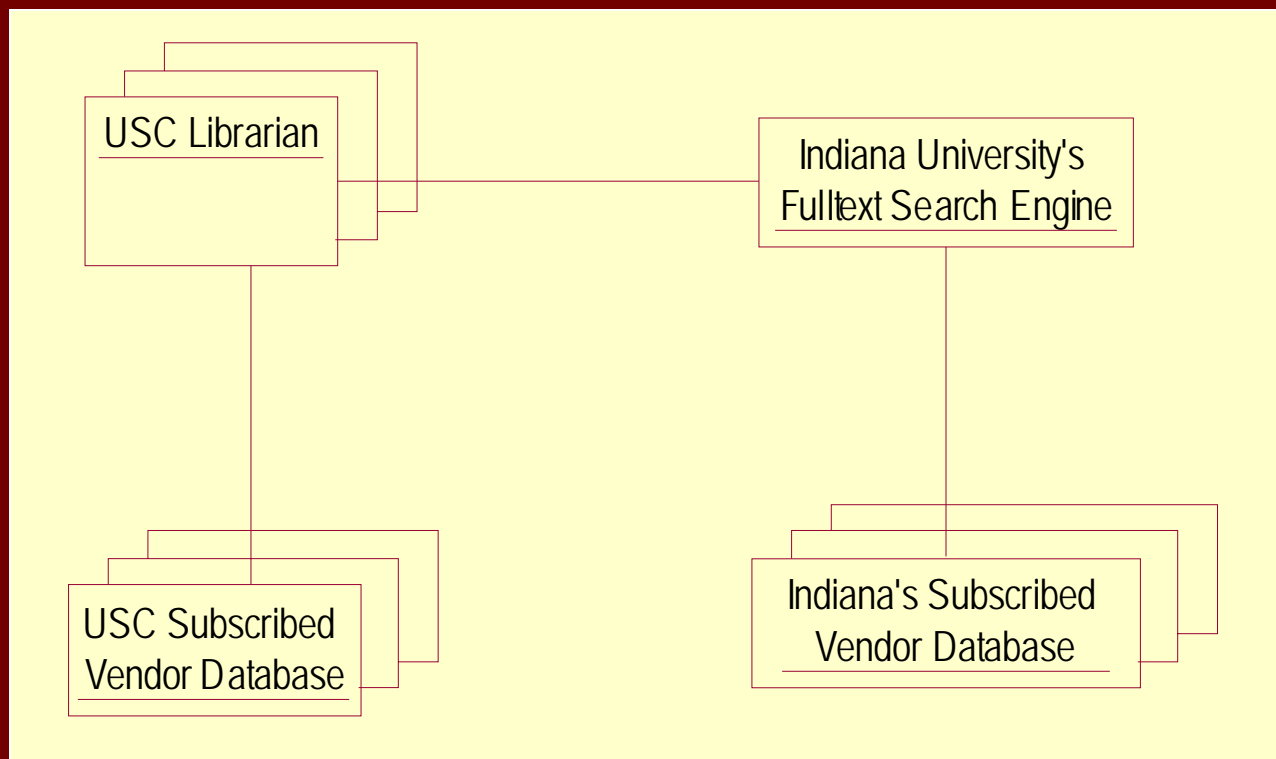 USC Librarian
Indiana University's
Fulltext Search Engine
USC Subscribed
Vendor Database
Indiana's Subscribed
Vendor Database